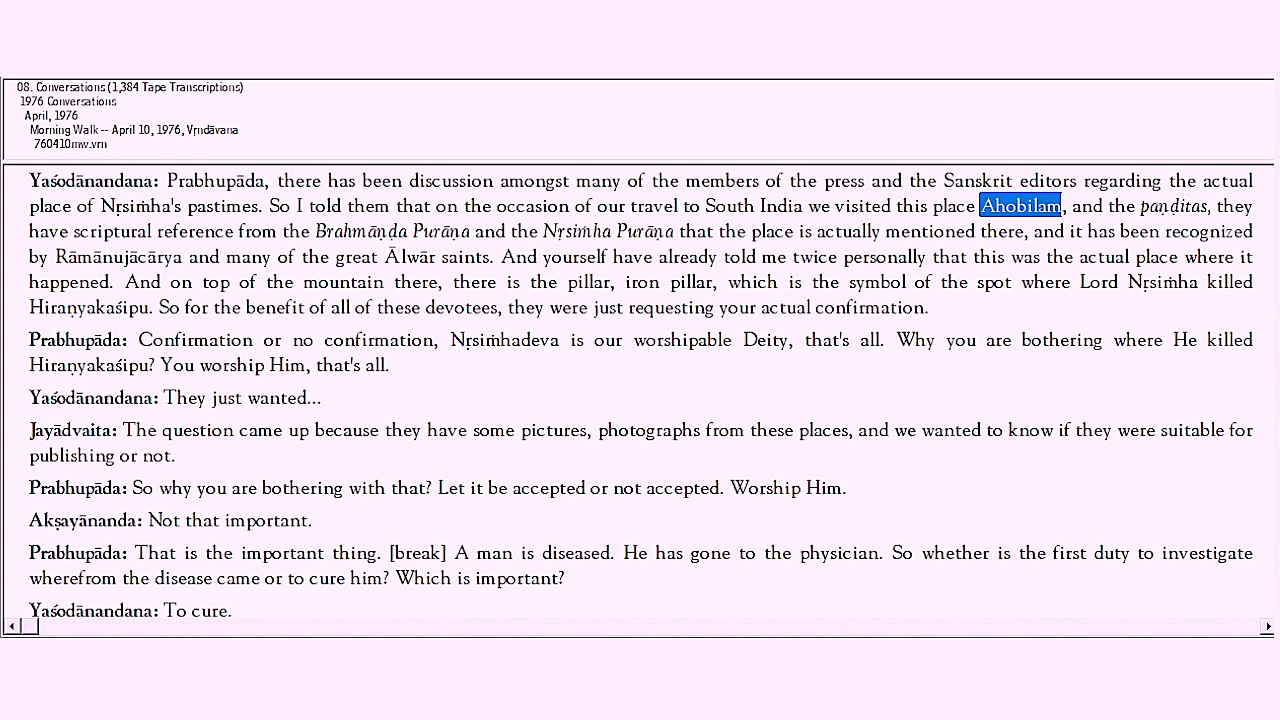 08. Conversations (1,384 Tape Transcriptions)
1976 Conversations
April, 1976
Morning Walk -- April 10, 1976, Vṛndāvana
760410mw.vrn
Yaśodānandana: Prabhupāda, there has been discussion amongst many of the members of the press and the Sanskrit editors regarding the actual
place of Nṛsiṁha's pastimes. So I told them that on the occasion of our travel to South India we visited this place Ahobilam, and the paṇḍitas, they
have scriptural reference from the Brahmāṇḍa Purāṇa and the Nṛsiṁha Purāṇa that the place is actually mentioned there, and it has been recognized
by Rāmānujācārya and many of the great Ālwār saints. And yourself have already told me twice personally that this was the actual place where it
happened. And on top of the mountain there, there is the pillar, iron pillar, which is the symbol of the spot where Lord Nṛsiṁha killed
Hiraṇyakaśipu. So for the benefit of all of these devotees, they were just requesting your actual confirmation.
Prabhupāda: Confirmation or no confirmation, Nṛsiṁhadeva is our worshipable Deity, that's all. Why you are bothering where He killed
Hiraṇyakaśipu? You worship Him, that's all.
Yaśodānandana: They just wanted...
Jayādvaita: The question came up because they have some pictures, photographs from these places, and we wanted to know if they were suitable for
publishing or not.
Prabhupāda: So why you are bothering with that? Let it be accepted or not accepted. Worship Him.
Akṣayānanda: Not that important.
Prabhupāda: That is the important thing. [break] A man is diseased. He has gone to the physician. So whether is the first duty to investigate
wherefrom the disease came or to cure him? Which is important?
Yaśodānandana: To cure.